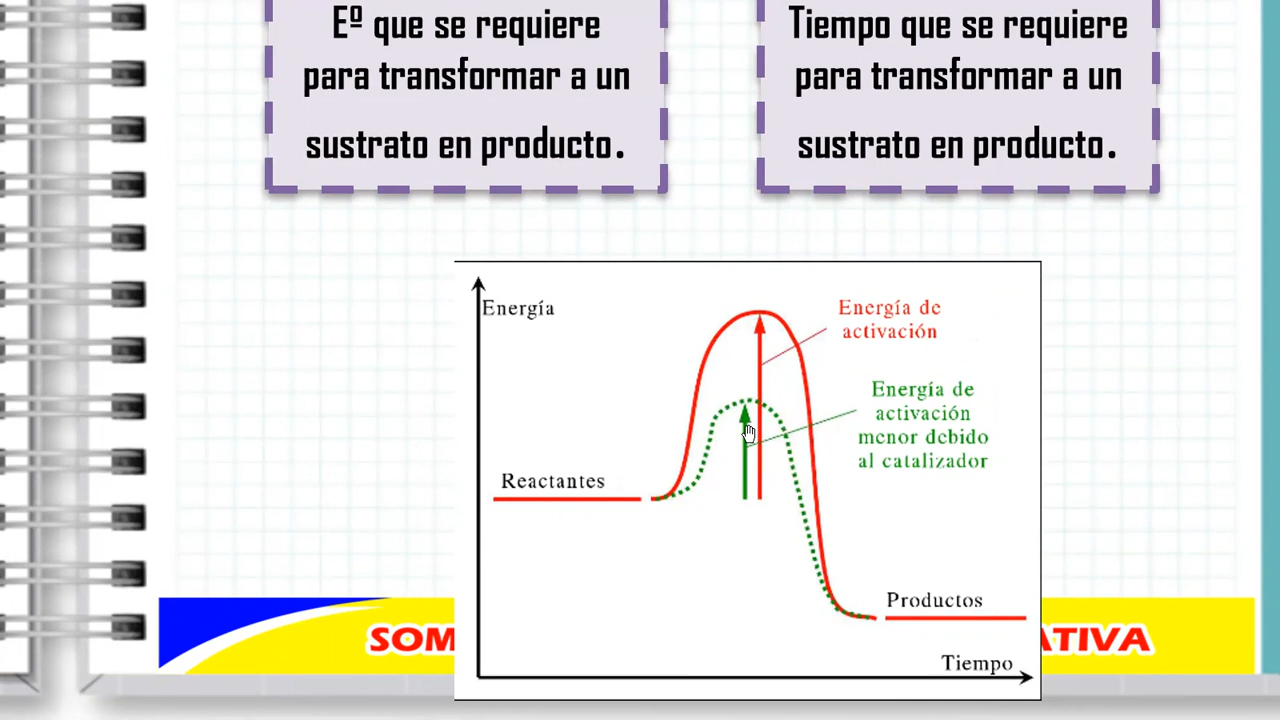 Eº que se requiere
para transformar a un
sustrato en producto.
Tiempo que se requiere
para transformar a un
sustrato en producto.
Energía
Energía de
activación
Energía de
activación
menor debido
al catalizador
Reactantes
Productos
Tiempo
SOM
ATIVA